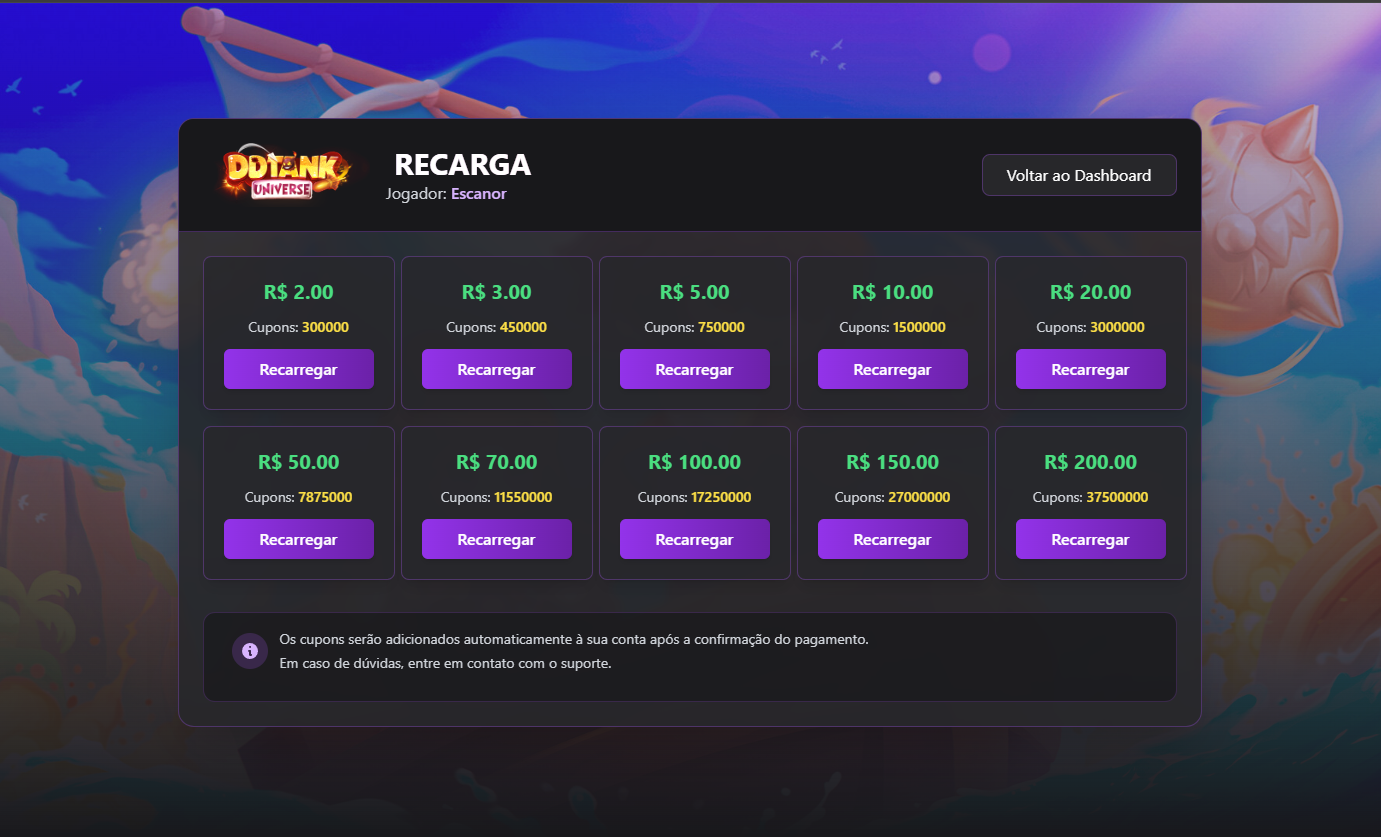 DDTANK
UNIVERSE
RECARGA
Jogador: Escanor
Voltar ao Dashboard
R$ 2.00
Cupons: 300000
Recarregar
R$ 3.00
Cupons: 450000
Recarregar
R$ 5.00
Cupons: 750000
Recarregar
R$ 10.00
Cupons: 1500000
Recarregar
R$ 20.00
Cupons: 3000000
Recarregar
R$ 50.00
Cupons: 7875000
Recarregar
R$ 70.00
Cupons: 11550000
Recarregar
R$ 100.00
Cupons: 17250000
Recarregar
R$ 150.00
Cupons: 27000000
Recarregar
R$ 200.00
Cupons: 37500000
Recarregar
Os cupons serão adicionados automaticamente à sua conta após a confirmação do pagamento.
Em caso de dúvidas, entre em contato com o suporte.